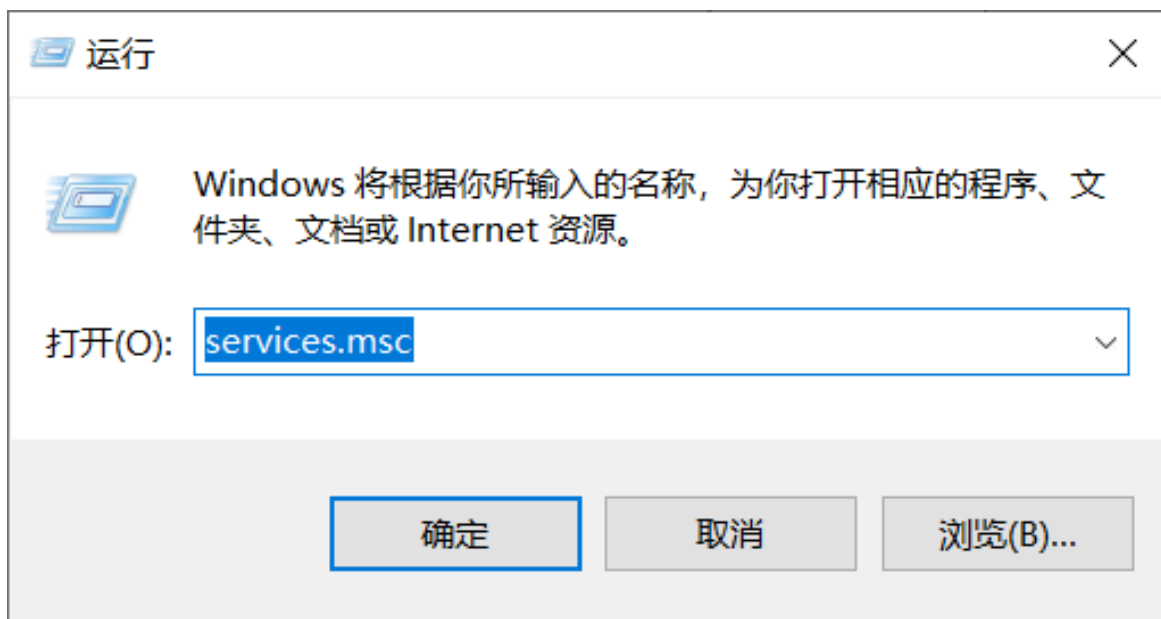 运行
Windows 将根据你所输入的名称，为你打开相应的程序、文
件夹、文档或 Internet 资源。
打开(O): services.msc
确定 取消 浏览(B)...